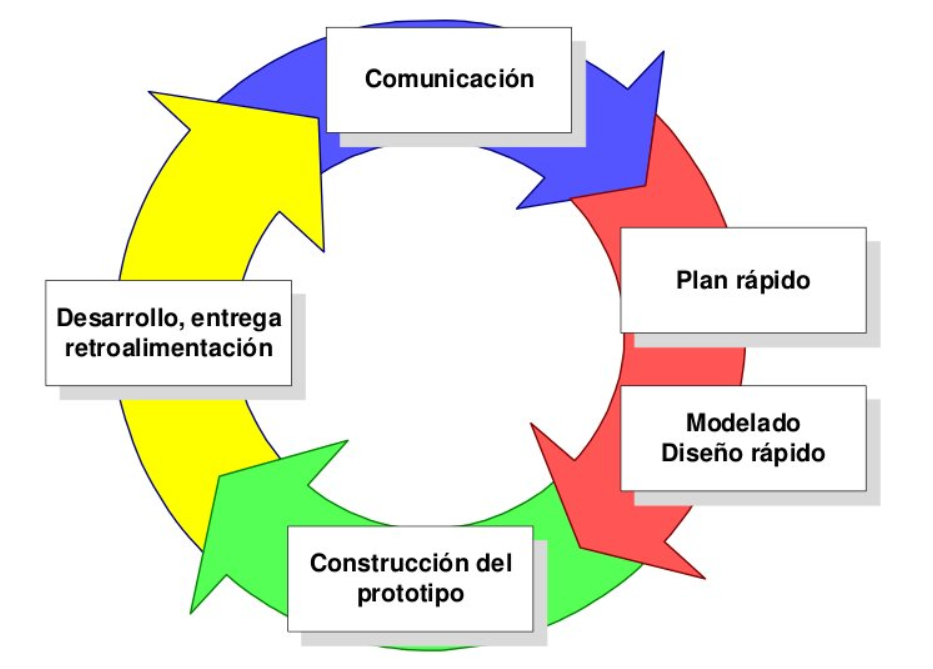 Comunicación
Plan rápido
Modelado
Diseño rápido
Construcción del
prototipo
Desarrollo, entrega
retroalimentación